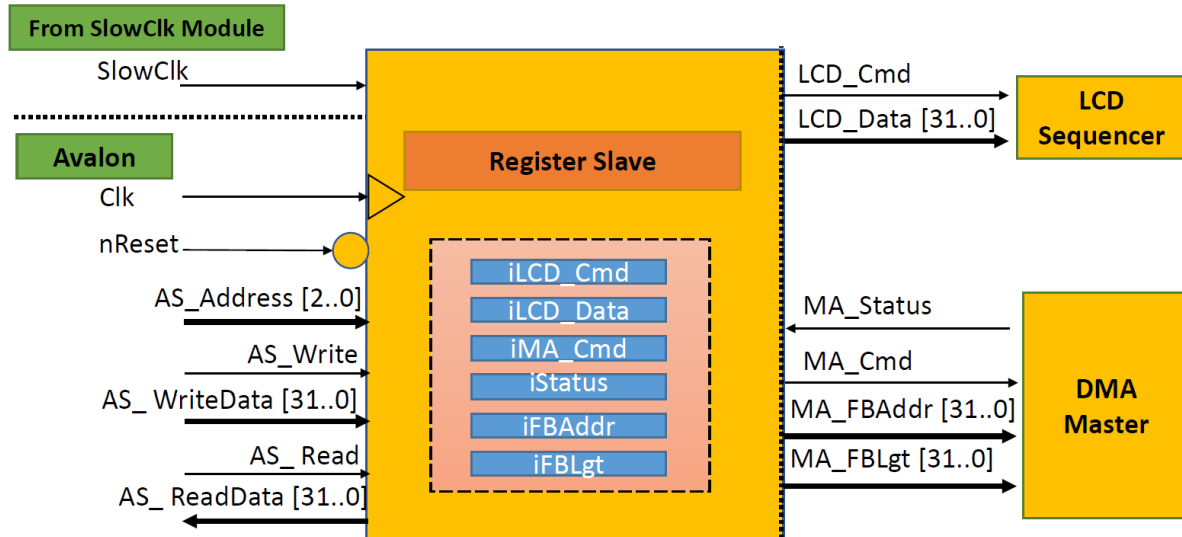 From SlowClk Module
SlowClk
Avalon
Clk
nReset
AS_Address [2..0]
AS_Write
AS_ WriteData [31..0]
AS_ Read
AS_ ReadData [31..0]
Register Slave
iLCD_Cmd
iLCD_Data
iMA_Cmd
iStatus
iFBAddr
iFBLgt
LCD_Cmd
LCD_Data [31..0]
LCD
Sequencer
MA_Status
MA_Cmd
MA_FBAddr [31..0]
MA_FBLgt [31..0]
DMA
Master